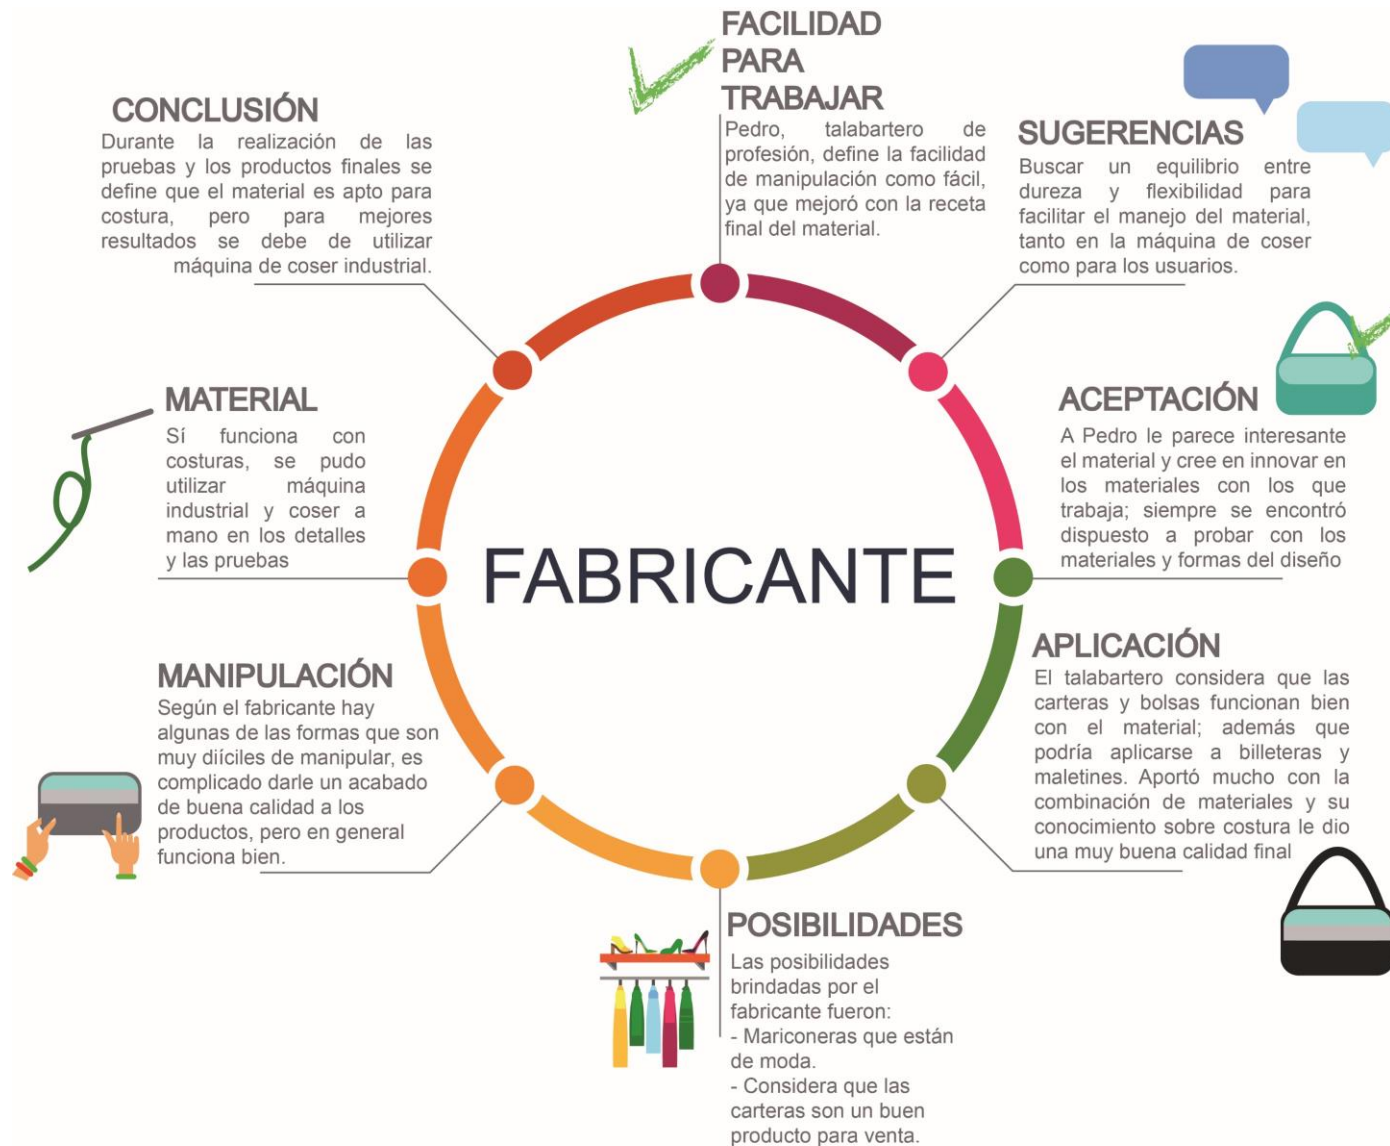 FACILIDAD
PARA
TRABAJAR
Pedro, talabartero de
profesión, define la facilidad
de manipulación como fácil,
ya que mejoró con la receta
final del material.
SUGERENCIAS
Buscar un equilibrio entre
dureza y flexibilidad para
facilitar el manejo del material,
tanto en la máquina de coser
como para los usuarios.
ACEPTACIÓN
A Pedro le parece interesante
el material y cree en innovar en
los materiales con los que
trabaja; siempre se encontró
dispuesto a probar con los
materiales y formas del diseño
APLICACIÓN
El talabartero considera que las
carteras y bolsas funcionan bien
con el material; además que
podría aplicarse a billeteras y
maletines. Aportó mucho con la
combinación de materiales y su
conocimiento sobre costura le dio
una muy buena calidad final
POSIBILIDADES
Las posibilidades
brindadas por el
fabricante fueron:
- Mariconeras que están
de moda.
- Considera que las
carteras son un buen
producto para venta.
MANIPULACIÓN
Según el fabricante hay
algunas de las formas que son
muy diíciles de manipular, es
complicado darle un acabado
de buena calidad a los
productos, pero en general
funciona bien.
MATERIAL
Sí funciona con
costuras, se pudo
utilizar máquina
industrial y coser a
mano en los detalles
y las pruebas
CONCLUSIÓN
Durante la realización de las
pruebas y los productos finales se
define que el material es apto para
costura, pero para mejores
resultados se debe de utilizar
máquina de coser industrial.
FABRICANTE